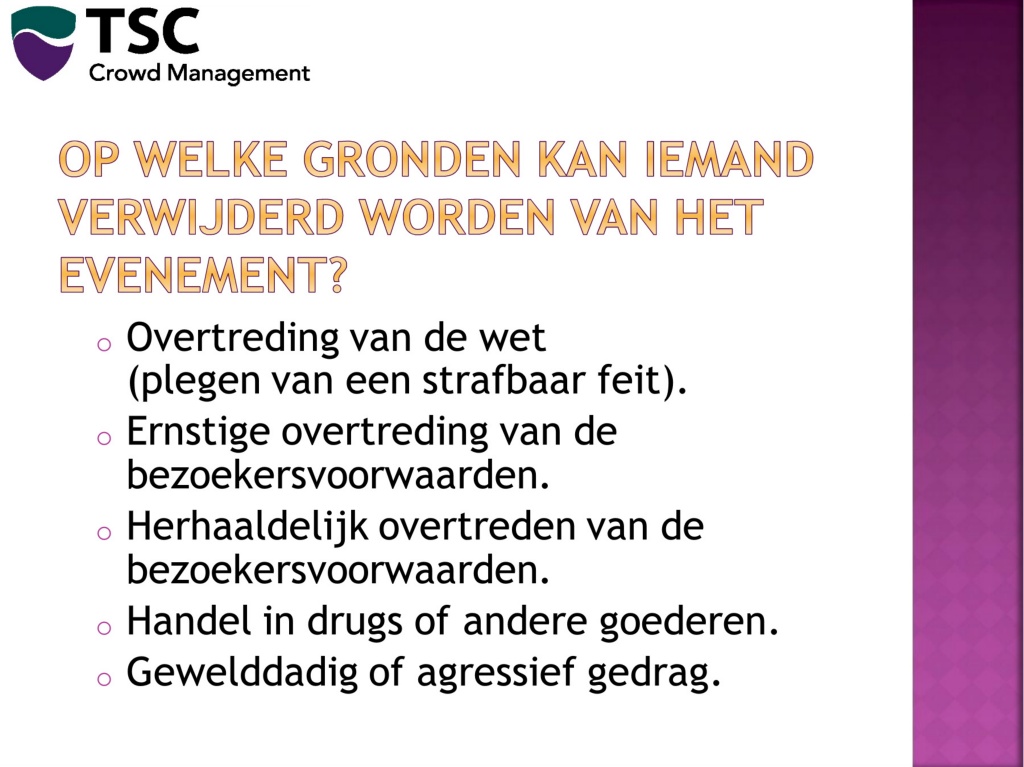 TSC
Crowd Management
OP WELKE GRONDEN KAN IEMAND
VERWIJDERD WORDEN VAN HET
EVENEMENT?
o Overtreding van de wet
(plegen van een strafbaar feit).
o Ernstige overtreding van de
bezoekersvoorwaarden.
o Herhaaldelijk overtreden van de
bezoekersvoorwaarden.
o Handel in drugs of andere goederen.
o Gewelddadig of agressief gedrag.